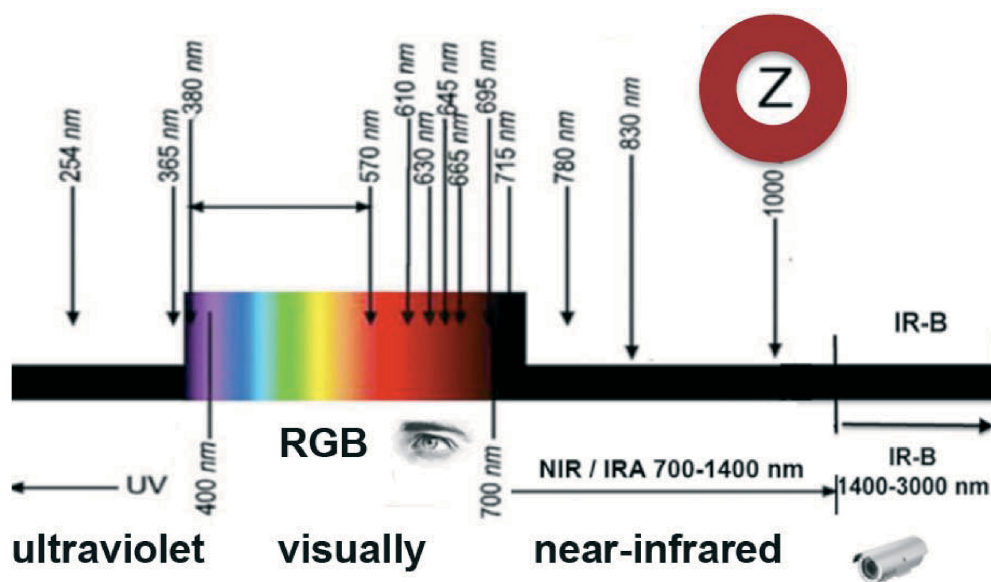 Z
254 nm
365 nm
380 nm
570 nm
610 nm
630 nm
645 nm
665 nm
695 nm
715 nm
780 nm
830 nm
1000
IR-B
RGB
400 nm
700 nm
NIR / IRA 700-1400 nm
IR-B
1400-3000 nm
UV
ultraviolet
visually
near-infrared